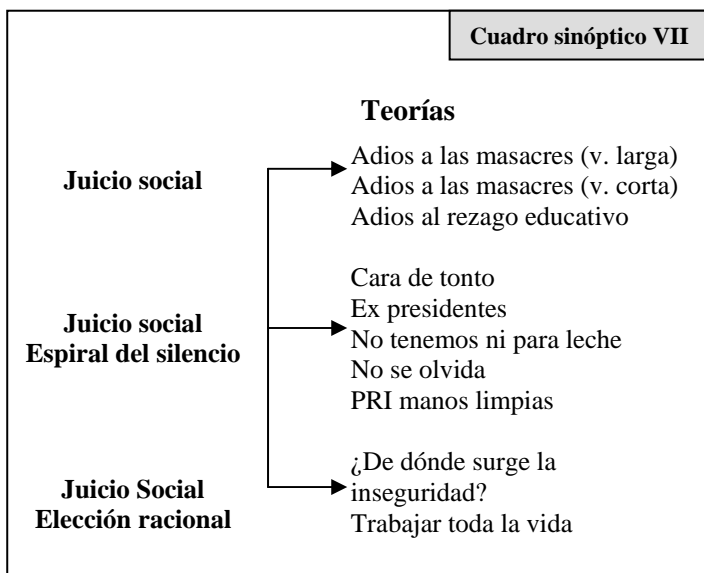 Cuadro sinóptico VII
Teorías
Juicio social
Adios a las masacres (v. larga)
Adios a las masacres (v. corta)
Adios al rezago educativo
Juicio social
Espiral del silencio
Cara de tonto
Ex presidentes
No tenemos ni para leche
No se olvida
PRI manos limpias
Juicio Social
Elección racional
¿De dónde surge la
inseguridad?
Trabajar toda la vida